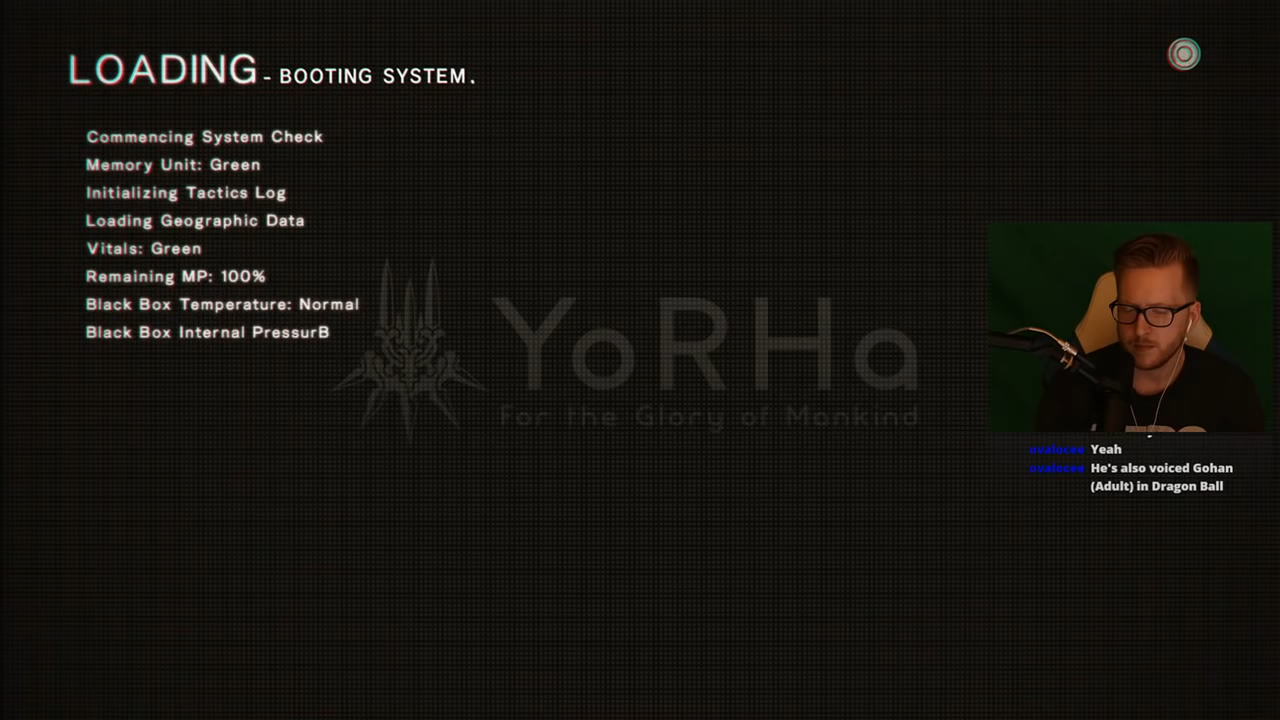 LOADING - BOOTING SYSTEM.
Commencing System Check
Memory Unit: Green
Initializing Tactics Log
Loading Geographic Data
Vitals: Green
Remaining MP: 100%
Black Box Temperature: Normal
Black Box Internal PressurB
YoRHa
For the Glory of Mankind
ovalocee Yeah
ovalocee He's also voiced Gohan
(Adult) in Dragon Ball